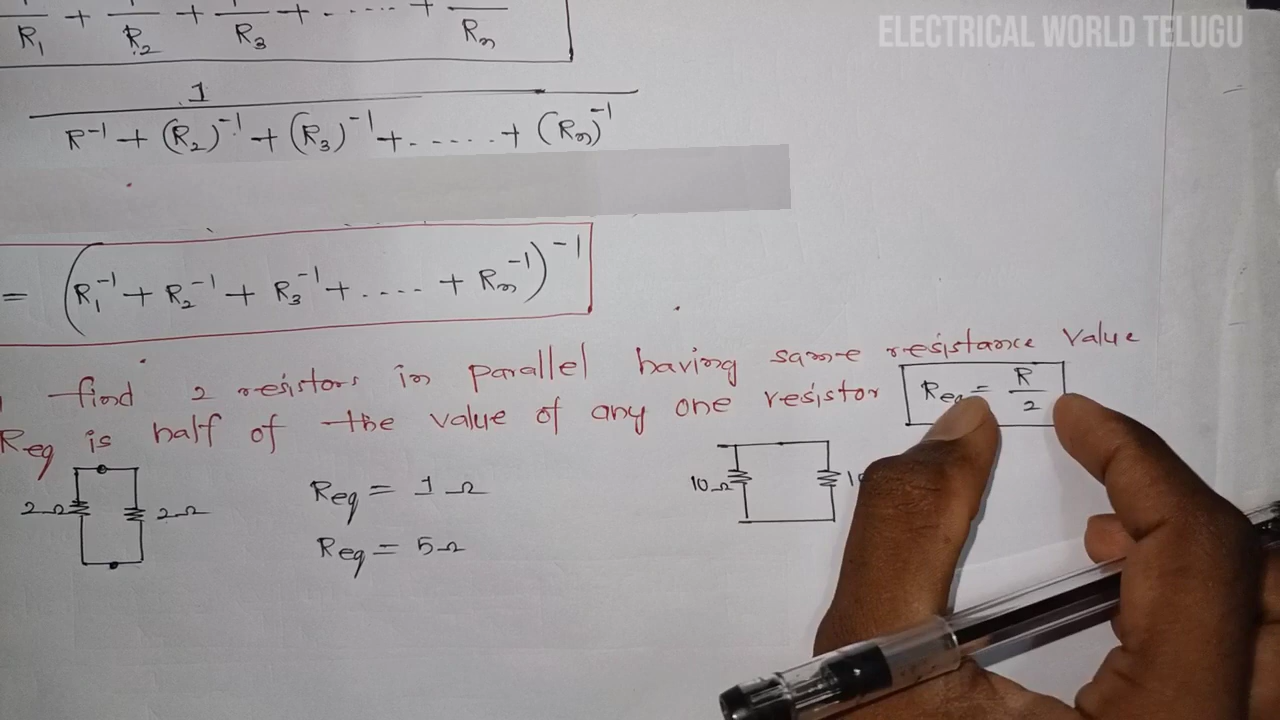 ELECTRICAL WORLD TELUGU
R₁ + R₂ + R₃ + ..... + Rₙ
1
R⁻¹ + (R₂)⁻¹ + (R₃)⁻¹ + ...... + (Rₙ)⁻¹
= (R₁⁻¹ + R₂⁻¹ + R₃⁻¹ + ..... + Rₙ⁻¹)⁻¹
find 2 resistors in parallel having same resistance value
Req is half of the value of any one resistor Req = R/2
2Ω 2Ω Req = 1Ω 10Ω
Req = 5Ω